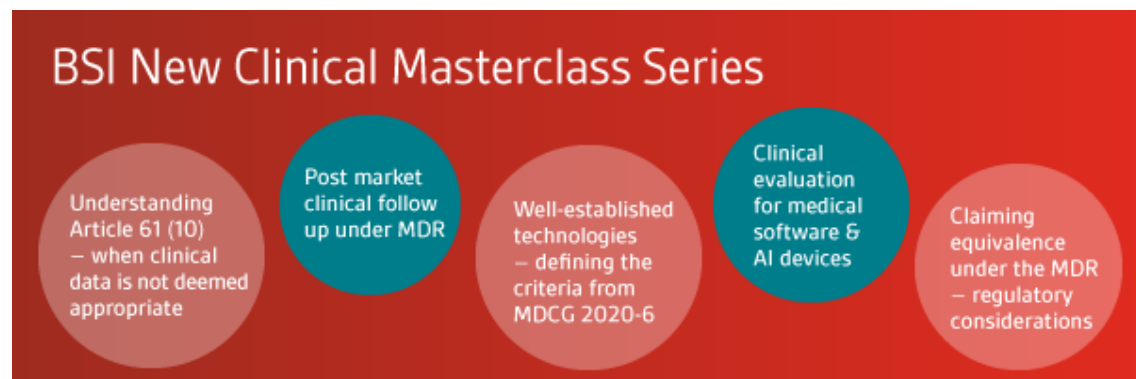 BSI New Clinical Masterclass Series
Understanding
Article 61 (10)
– when clinical
data is not deemed
appropriate
Post market
clinical follow
up under MDR
Well-established
technologies
– defining the
criteria from
MDCG 2020-6
Clinical
evaluation
for medical
software &
AI devices
Claiming
equivalence
under the MDR
– regulatory
considerations